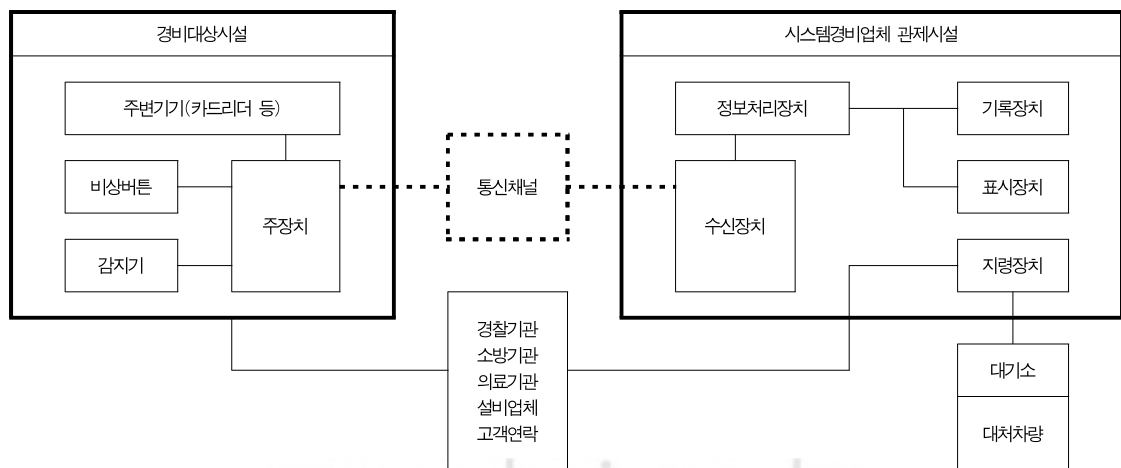 경비대상시설
주변기기(카드리더 등)
비상버튼
주장치
감지기
통신채널
시스템경비업체 관제시설
정보처리장치
기록장치
표시장치
수신장치
지령장치
경찰기관
소방기관
의료기관
설비업체
고객연락
대기소
대처차량